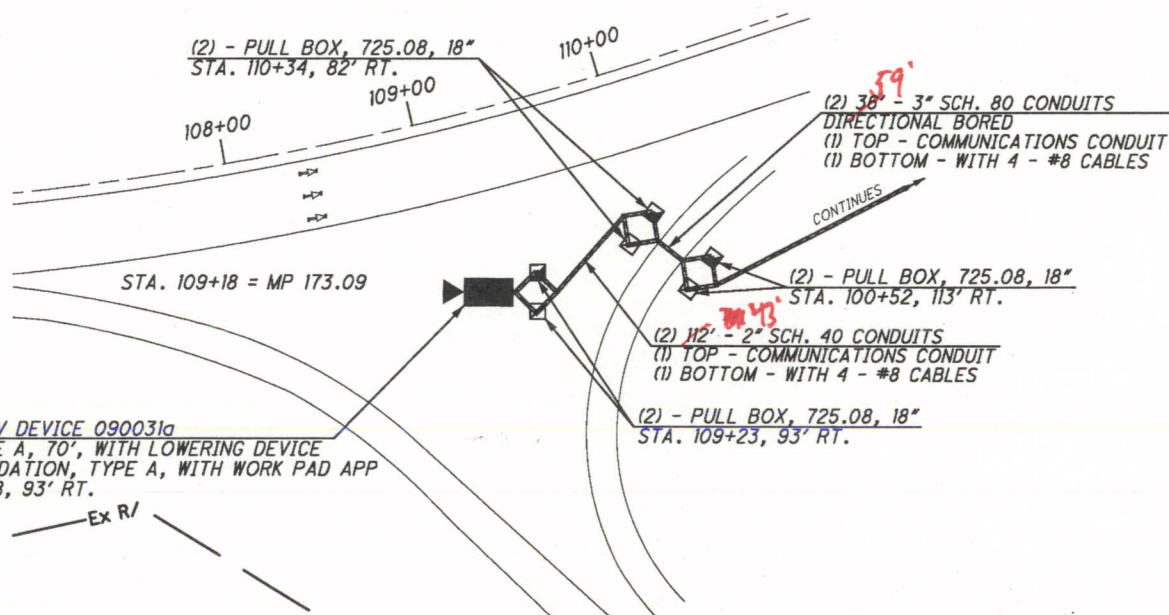 (2) - PULL BOX, 725.08, 18"
STA. 110+34, 82' RT.
108+00
109+00
110+00
59'
(2) 36' - 3" SCH. 80 CONDUITS
DIRECTIONAL BORED
(1) TOP - COMMUNICATIONS CONDUIT
(1) BOTTOM - WITH 4 - #8 CABLES
CONTINUES
STA. 109+18 = MP 173.09
(2) - PULL BOX, 725.08, 18"
STA. 100+52, 113' RT.
43'
(2) 112' - 2" SCH. 40 CONDUITS
(1) TOP - COMMUNICATIONS CONDUIT
(1) BOTTOM - WITH 4 - #8 CABLES
(2) - PULL BOX, 725.08, 18"
STA. 109+23, 93' RT.
DEVICE 090031a
A, 70', WITH LOWERING DEVICE
DATION, TYPE A, WITH WORK PAD APP
, 93' RT.
Ex R/